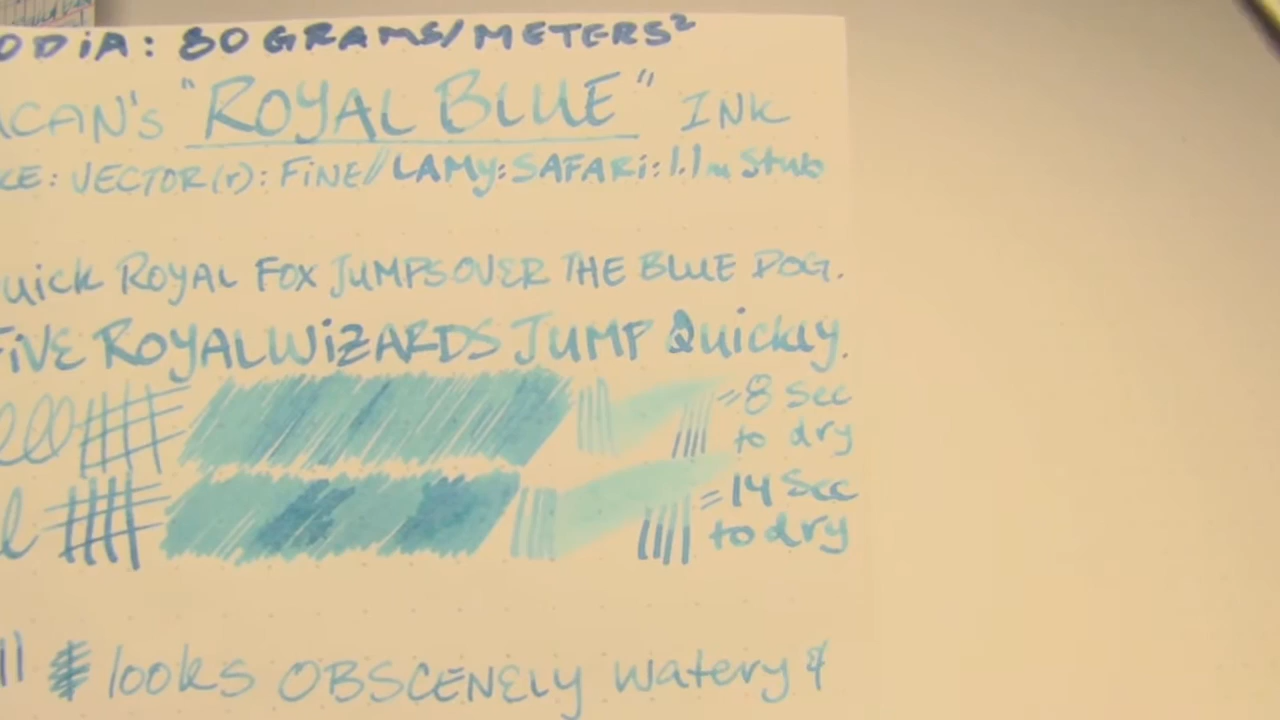 ODiA: 80 GRAMS/METERS²
ICAN's "ROYAL BLUE" INK
KE: VECTOR(r): FiNE//LAMy: SAFARi: 1.1m Stub
uick ROYAL FOX JUMPS OVER THE BLUE DOG.
FiVE ROYAL WiZARDS JUMP Quickly.
= 8 Sec
to dry
= 14 Sec
to dry
looks OBSCENELY watery &